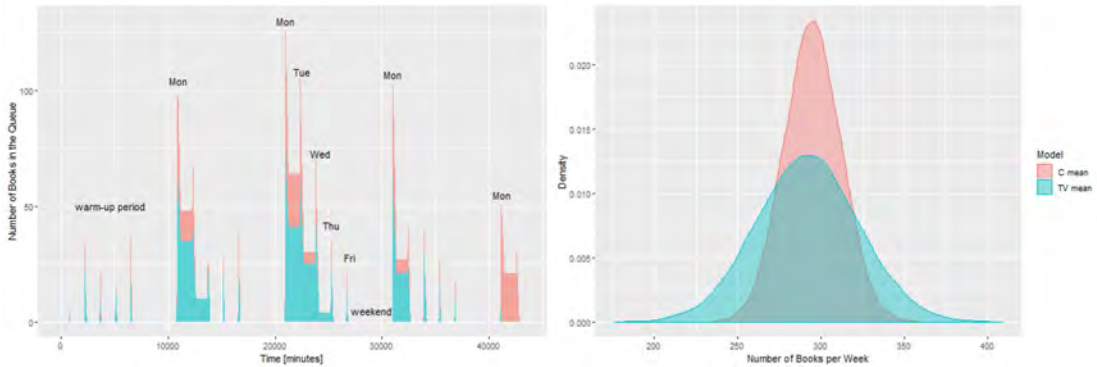 Number of Books in the Queue
100
50
0
Mon
Mon
Tue
Mon
Wed
Mon
warm-up period
Thu
Fri
weekend
0
10000
20000
30000
40000
Time [minutes]
Density
0.020
0.015
0.010
0.005
0.000
200
250
300
350
400
Number of Books per Week
Model
C mean
TV mean